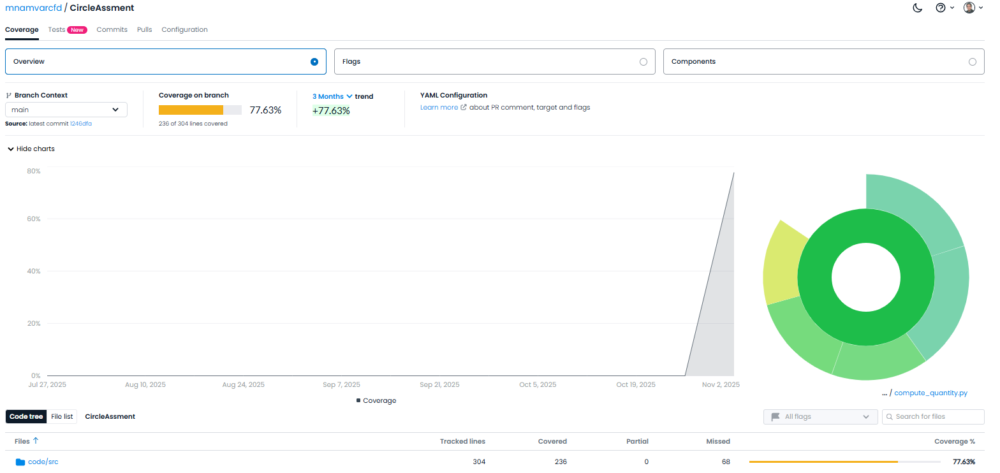 mnamvarcfd / CircleAssment
Coverage Tests New Commits Pulls Configuration
Overview Flags Components
Branch Context
main
Source: latest commit 1246dfa
Coverage on branch
77.63%
236 of 304 lines covered
3 Months trend
+77.63%
YAML Configuration
Learn more about PR comment, target and flags
Hide charts
80%
60%
40%
20%
0%
Jul 27, 2025 Aug 10, 2025 Aug 24, 2025 Sep 7, 2025 Sep 21, 2025 Oct 5, 2025 Oct 19, 2025 Nov 2, 2025
Coverage
... / compute_quantity.py
Code tree File list CircleAssment All flags Search for files
Files Tracked lines Covered Partial Missed Coverage %
code/src 304 236 0 68 77.63%